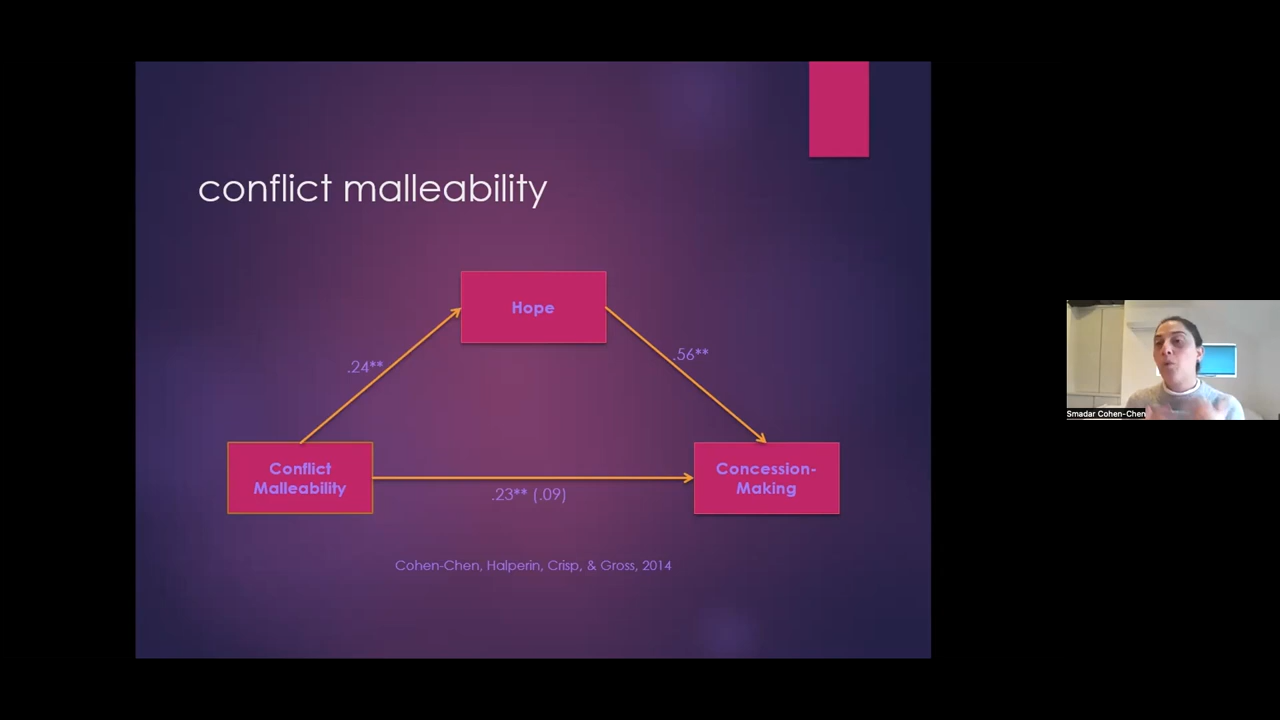 conflict malleability
Hope
.24**
.56**
Conflict
Malleability
Concession-
Making
.23** (.09)
Cohen-Chen, Halperin, Crisp, & Gross, 2014
Smadar Cohen-Chen